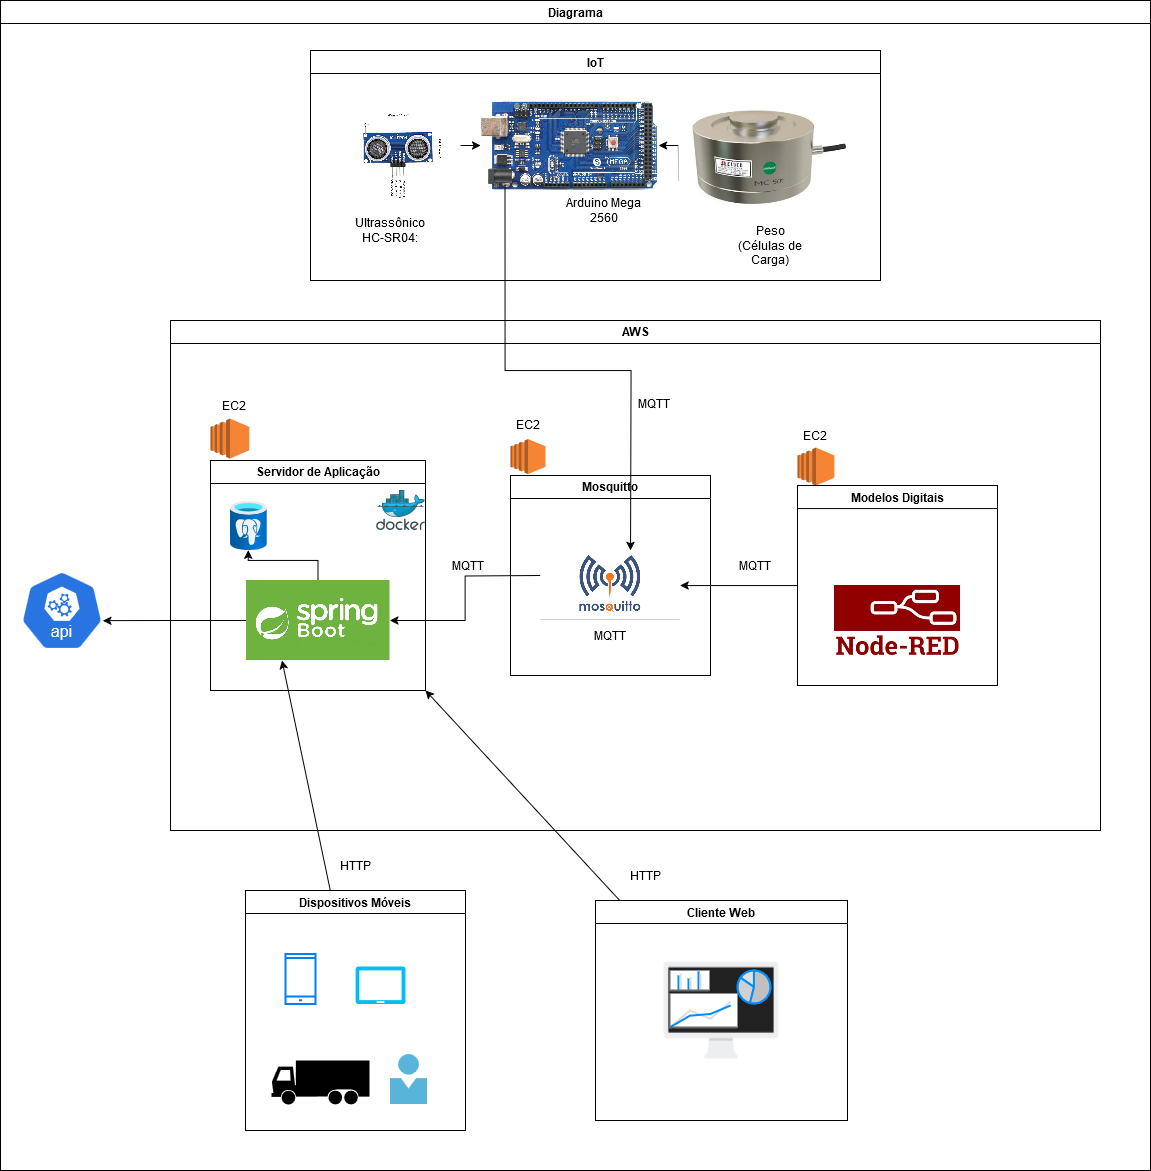 Diagrama
IoT
Arduino Mega
2560
Ultrassônico
HC-SR04:
MC 50t
Peso
(Células de
Carga)
AWS
MQTT
EC2
EC2
EC2
Servidor de Aplicação
docker
Mosquitto
Modelos Digitais
MQTT
MQTT
spring
Boot
mosquitto
MQTT
api
Node-RED
HTTP
HTTP
Dispositivos Móveis
Cliente Web